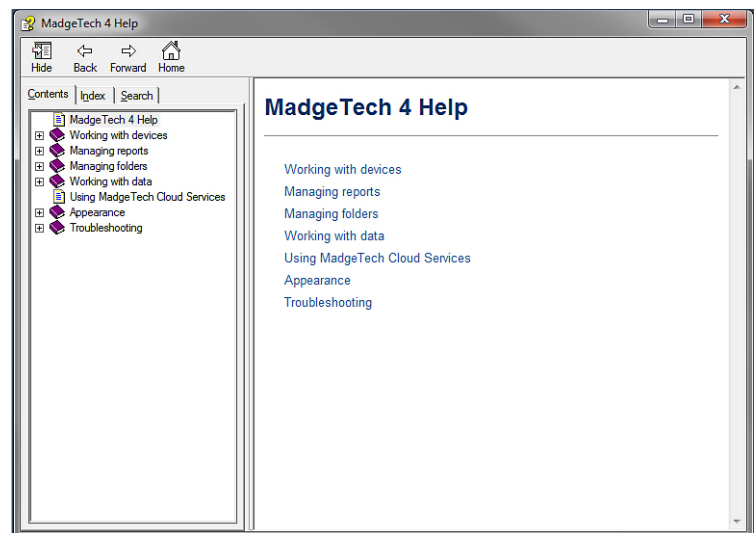 MadgeTech 4 Help
Hide Back Forward Home
Contents Index Search
MadgeTech 4 Help
Working with devices
Managing reports
Managing folders
Working with data
Using MadgeTech Cloud Services
Appearance
Troubleshooting
MadgeTech 4 Help
Working with devices
Managing reports
Managing folders
Working with data
Using MadgeTech Cloud Services
Appearance
Troubleshooting